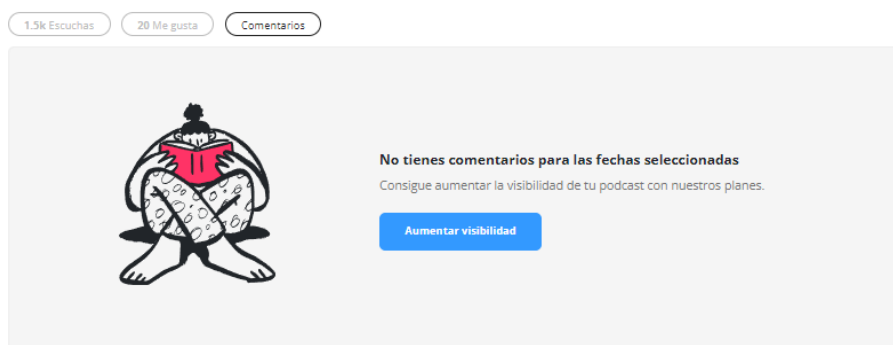 1.5k Escuchas
20 Me gusta
Comentarios
No tienes comentarios para las fechas seleccionadas
Consigue aumentar la visibilidad de tu podcast con nuestros planes.
Aumentar visibilidad